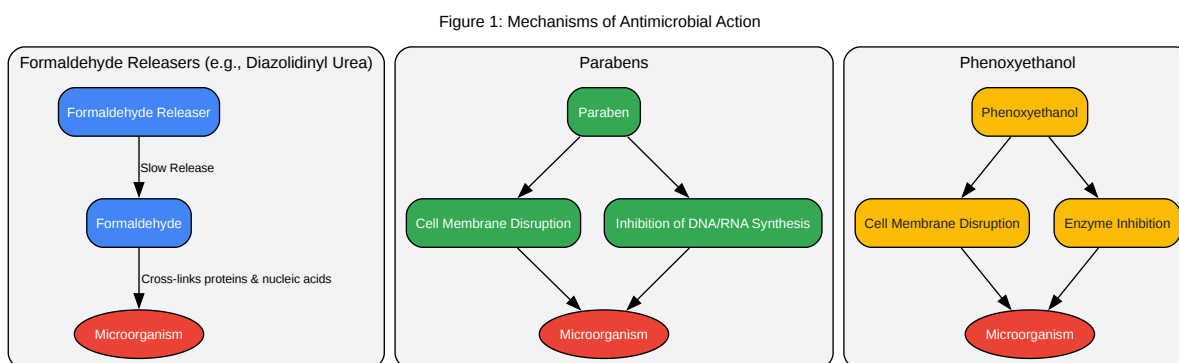 Figure 1: Mechanisms of Antimicrobial Action
Formaldehyde Releasers (e.g., Diazolidinyl Urea)
Formaldehyde Releaser
Slow Release
Formaldehyde
Cross-links proteins & nucleic acids
Microorganism
Parabens
Paraben
Cell Membrane Disruption
Inhibition of DNA/RNA Synthesis
Microorganism
Phenoxyethanol
Phenoxyethanol
Cell Membrane Disruption
Enzyme Inhibition
Microorganism